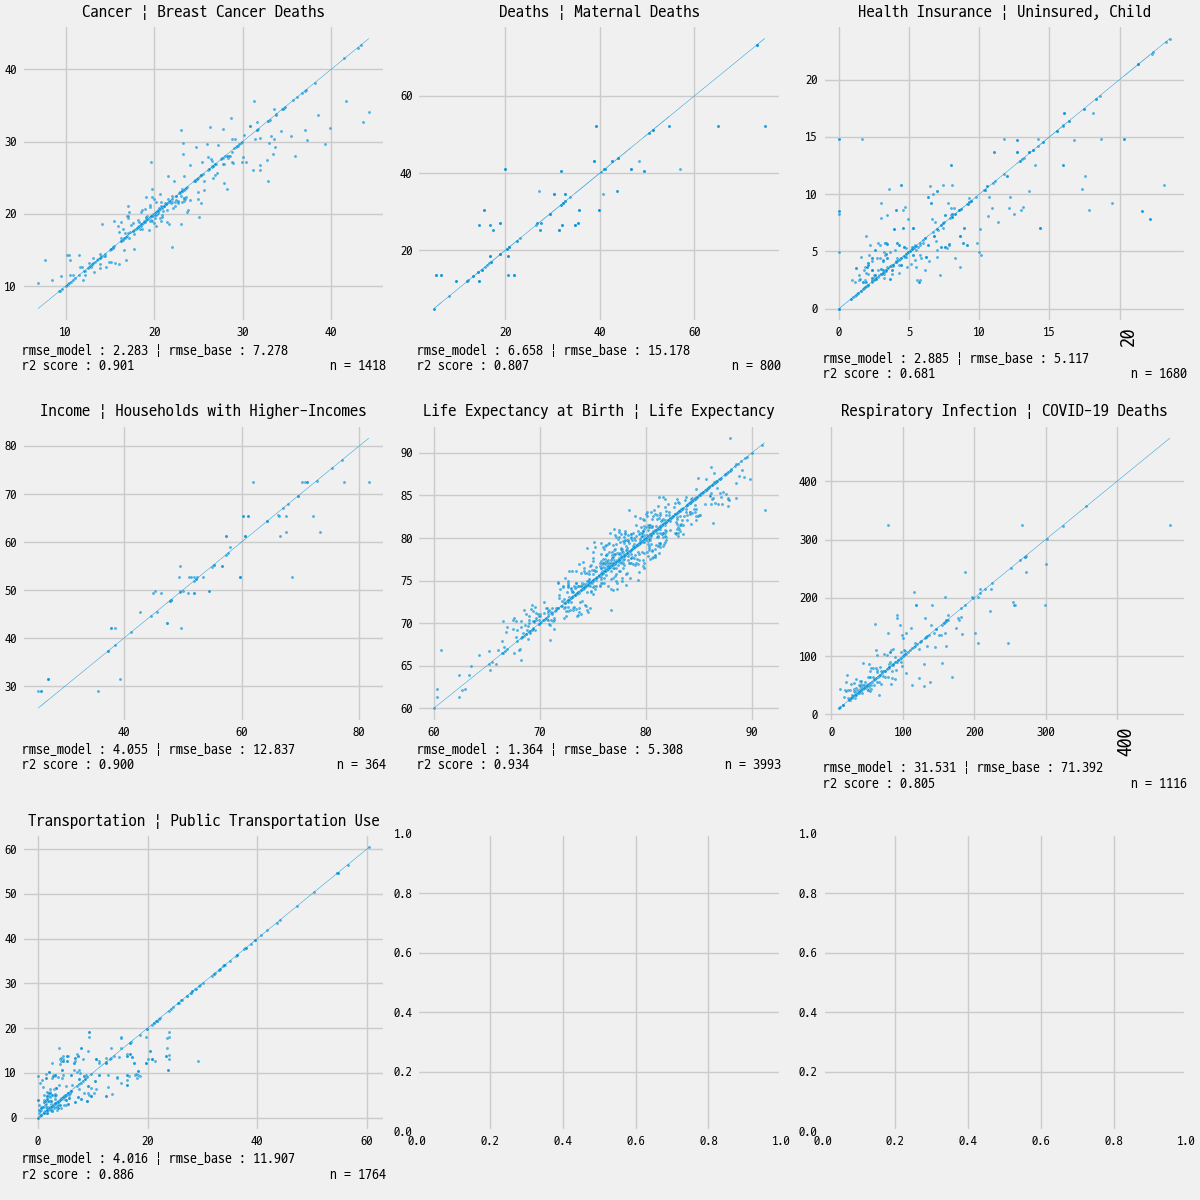 Cancer ¦ Breast Cancer Deaths
40
30
20
10
10 20 30 40
rmse_model : 2.283 ¦ rmse_base : 7.278
r2 score : 0.901 n = 1418
Deaths ¦ Maternal Deaths
60
40
20
20 40 60
rmse_model : 6.658 ¦ rmse_base : 15.178
r2 score : 0.807 n = 800
Health Insurance ¦ Uninsured, Child
20
15
10
5
0
0 5 10 15 20
rmse_model : 2.885 ¦ rmse_base : 5.117
r2 score : 0.681 n = 1680
Income ¦ Households with Higher-Incomes
80
70
60
50
40
30
40 60 80
rmse_model : 4.055 ¦ rmse_base : 12.837
r2 score : 0.900 n = 364
Life Expectancy at Birth ¦ Life Expectancy
90
85
80
75
70
65
60
60 70 80 90
rmse_model : 1.364 ¦ rmse_base : 5.308
r2 score : 0.934 n = 3993
Respiratory Infection ¦ COVID-19 Deaths
400
300
200
100
0
0 100 200 300 400
rmse_model : 31.531 ¦ rmse_base : 71.392
r2 score : 0.805 n = 1116
Transportation ¦ Public Transportation Use
60
50
40
30
20
10
0
0 20 40 60
rmse_model : 4.016 ¦ rmse_base : 11.907
r2 score : 0.886 n = 1764
1.0
0.8
0.6
0.4
0.2
0.0
0.0 0.2 0.4 0.6 0.8 1.0
1.0
0.8
0.6
0.4
0.2
0.0
0.0 0.2 0.4 0.6 0.8 1.0